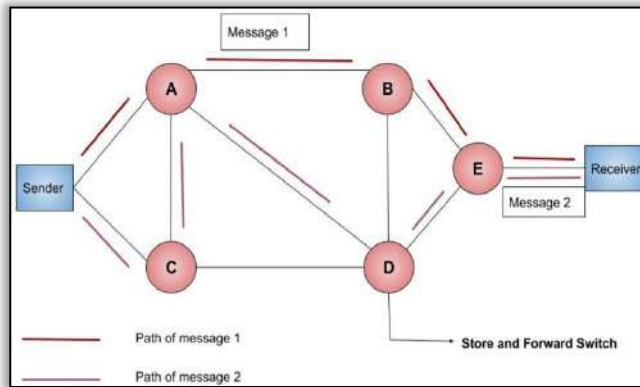 Message 1
A
B
Sender
E
Receiver
Message 2
C
D
Path of message 1
Store and Forward Switch
Path of message 2